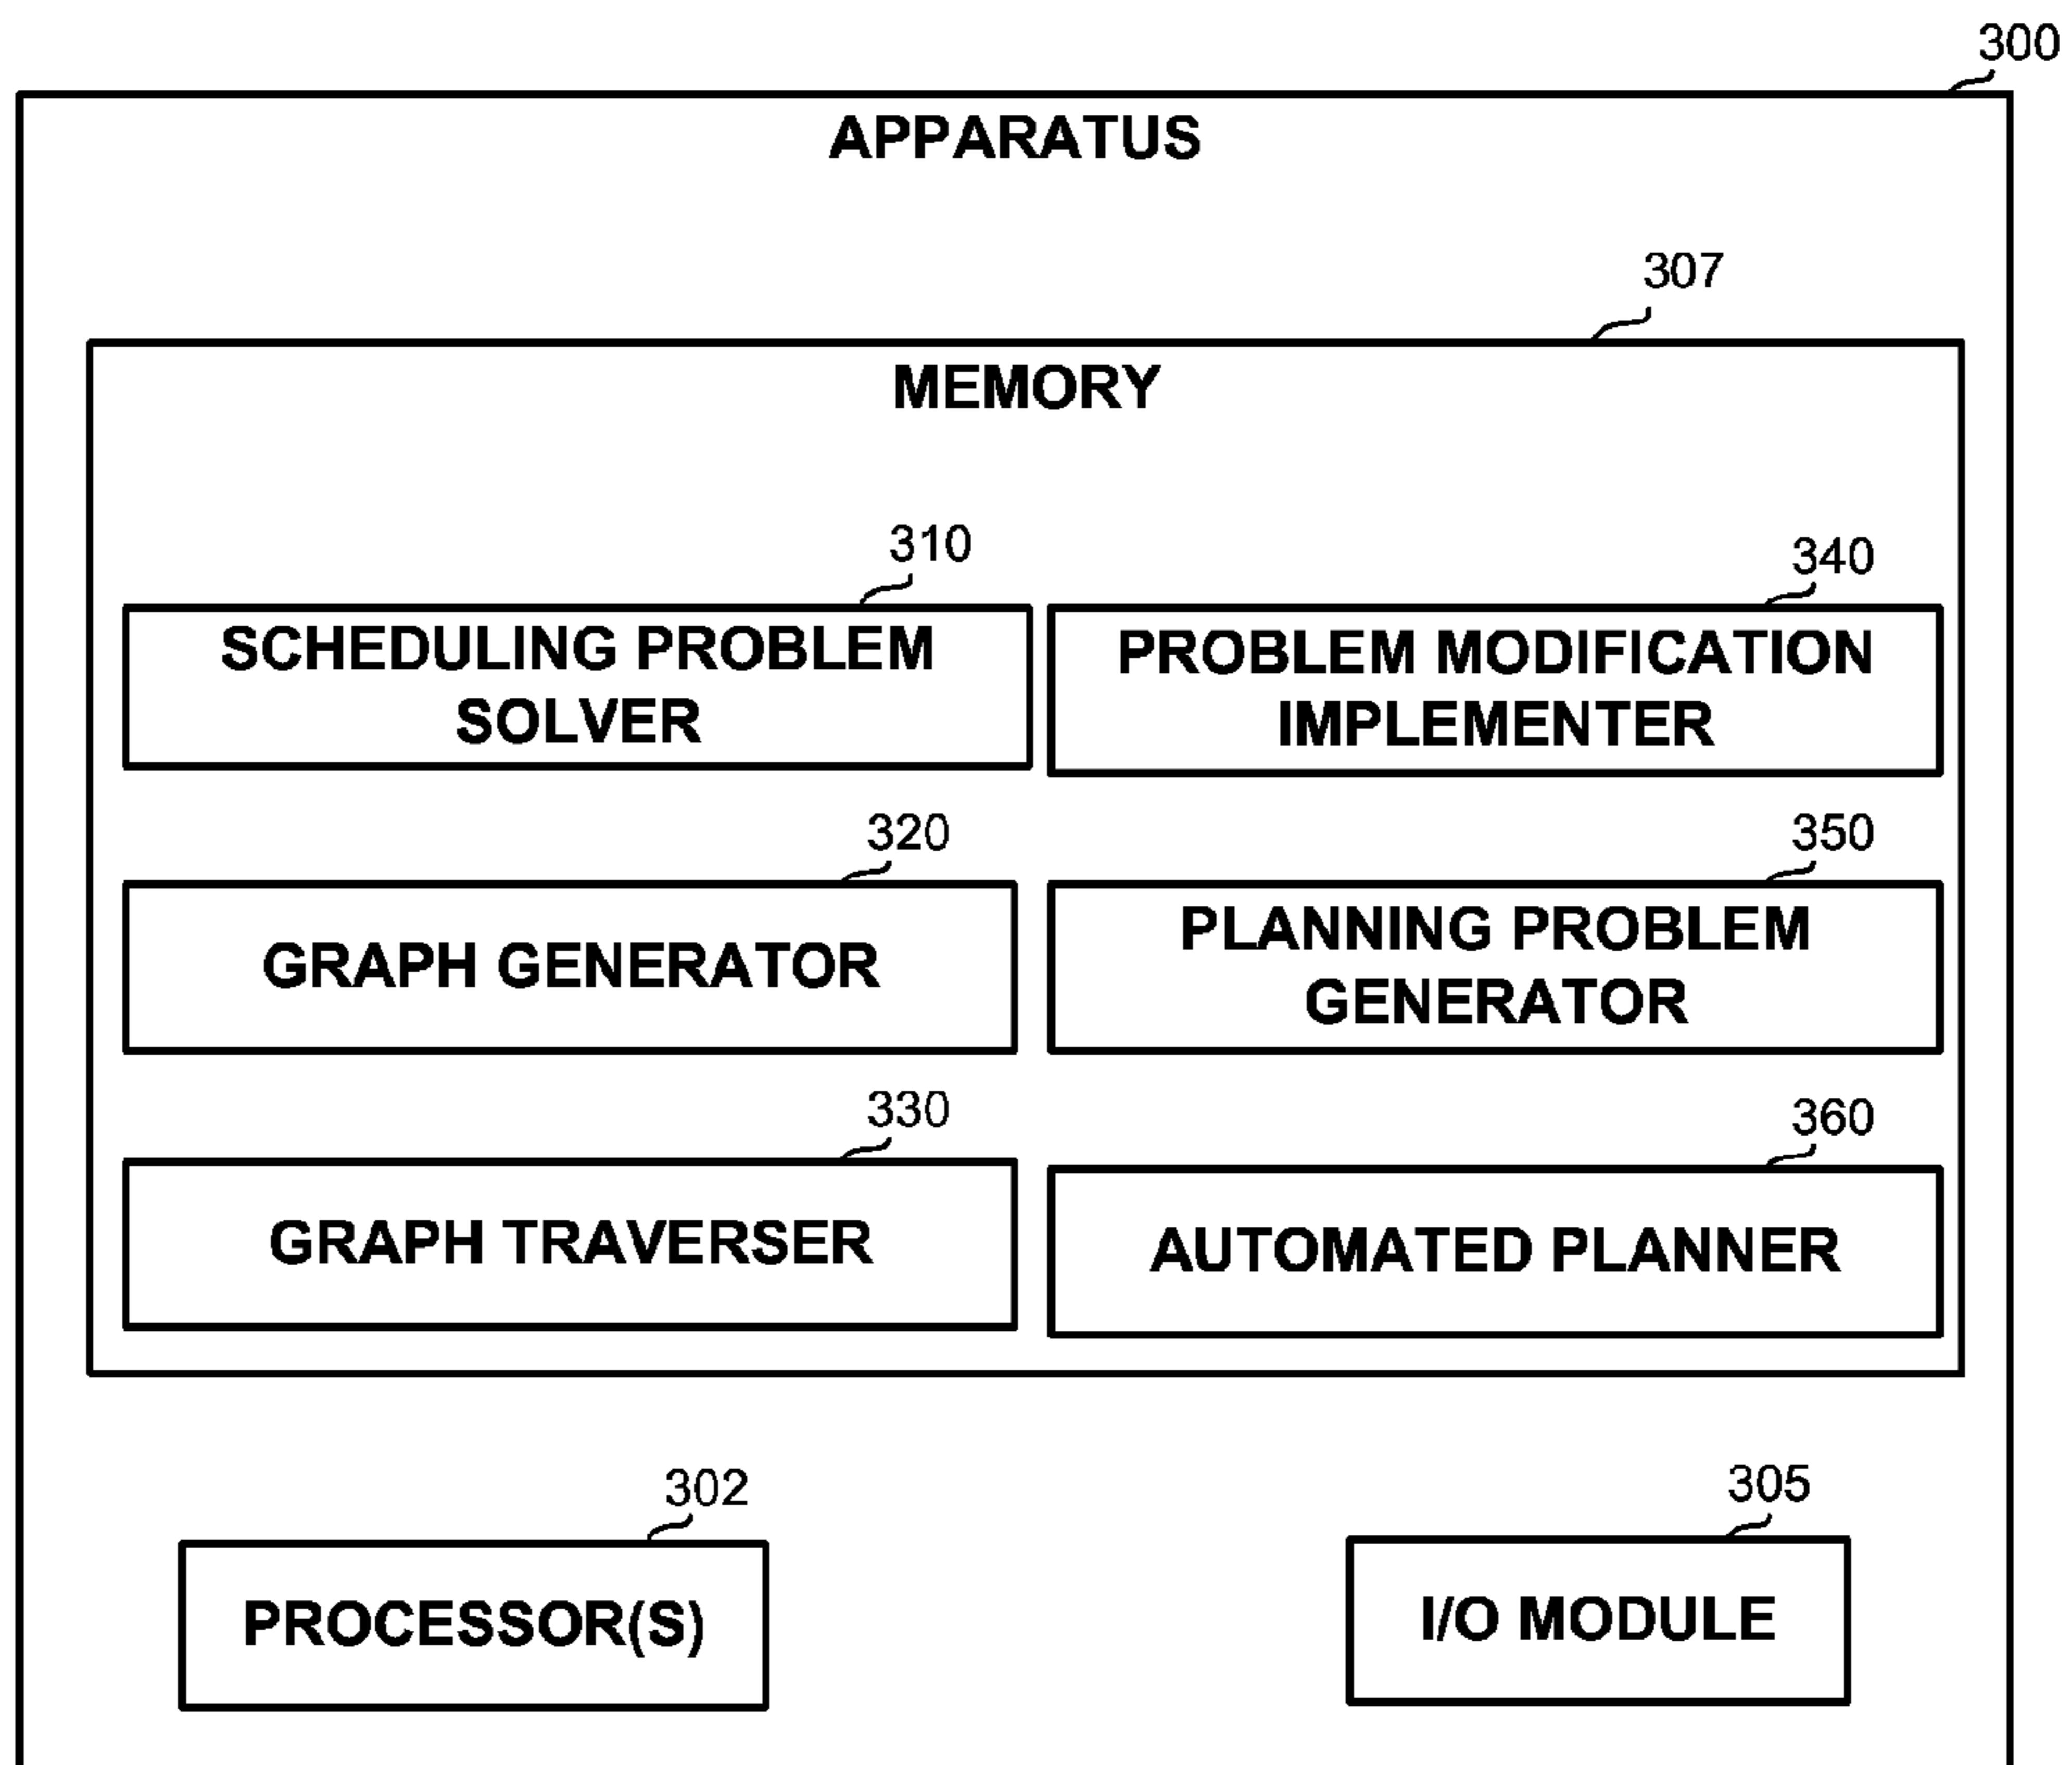 300
APPARATUS
307
MEMORY
310
SCHEDULING PROBLEM
SOLVER
340
PROBLEM MODIFICATION
IMPLEMENTER
320
GRAPH GENERATOR
350
PLANNING PROBLEM
GENERATOR
330
GRAPH TRAVERSER
360
AUTOMATED PLANNER
302
PROCESSOR(S)
305
I/O MODULE